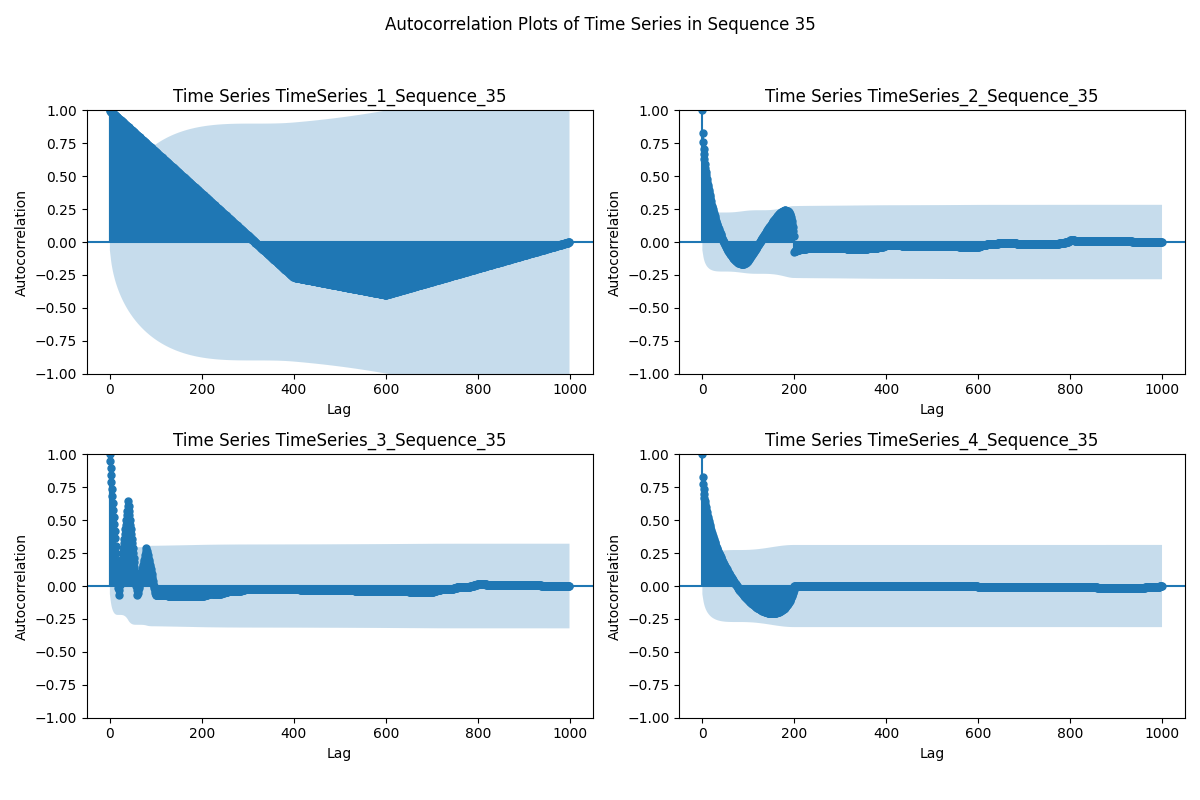 Autocorrelation Plots of Time Series in Sequence 35
Time Series TimeSeries_1_Sequence_35
1.00
0.75
0.50
0.25
0.00
−0.25
−0.50
−0.75
−1.00
Autocorrelation
0 200 400 600 800 1000
Lag
Time Series TimeSeries_2_Sequence_35
1.00
0.75
0.50
0.25
0.00
−0.25
−0.50
−0.75
−1.00
Autocorrelation
0 200 400 600 800 1000
Lag
Time Series TimeSeries_3_Sequence_35
1.00
0.75
0.50
0.25
0.00
−0.25
−0.50
−0.75
−1.00
Autocorrelation
0 200 400 600 800 1000
Lag
Time Series TimeSeries_4_Sequence_35
1.00
0.75
0.50
0.25
0.00
−0.25
−0.50
−0.75
−1.00
Autocorrelation
0 200 400 600 800 1000
Lag